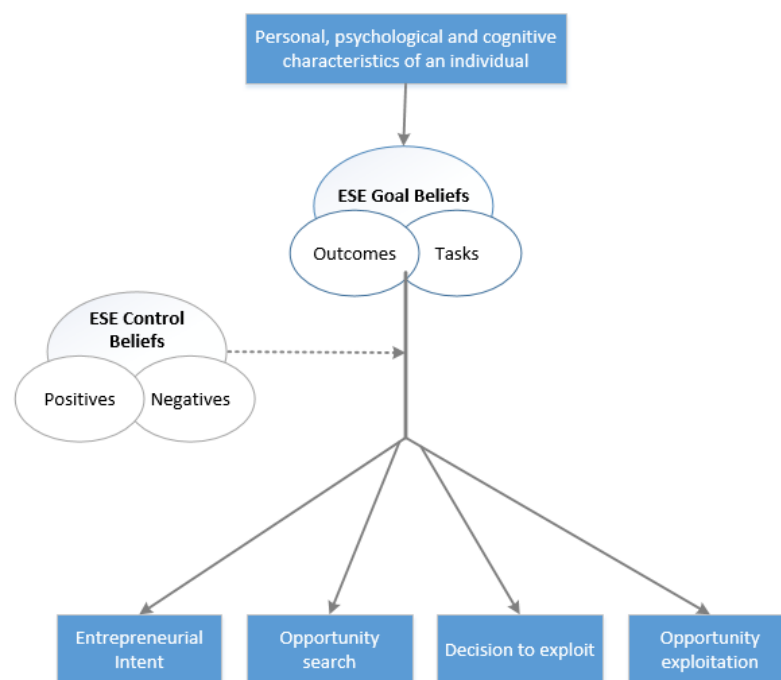 Personal, psychological and cognitive
characteristics of an individual
ESE Goal Beliefs
Outcomes
Tasks
ESE Control
Beliefs
Positives
Negatives
Entrepreneurial
Intent
Opportunity
search
Decision to exploit
Opportunity
exploitation